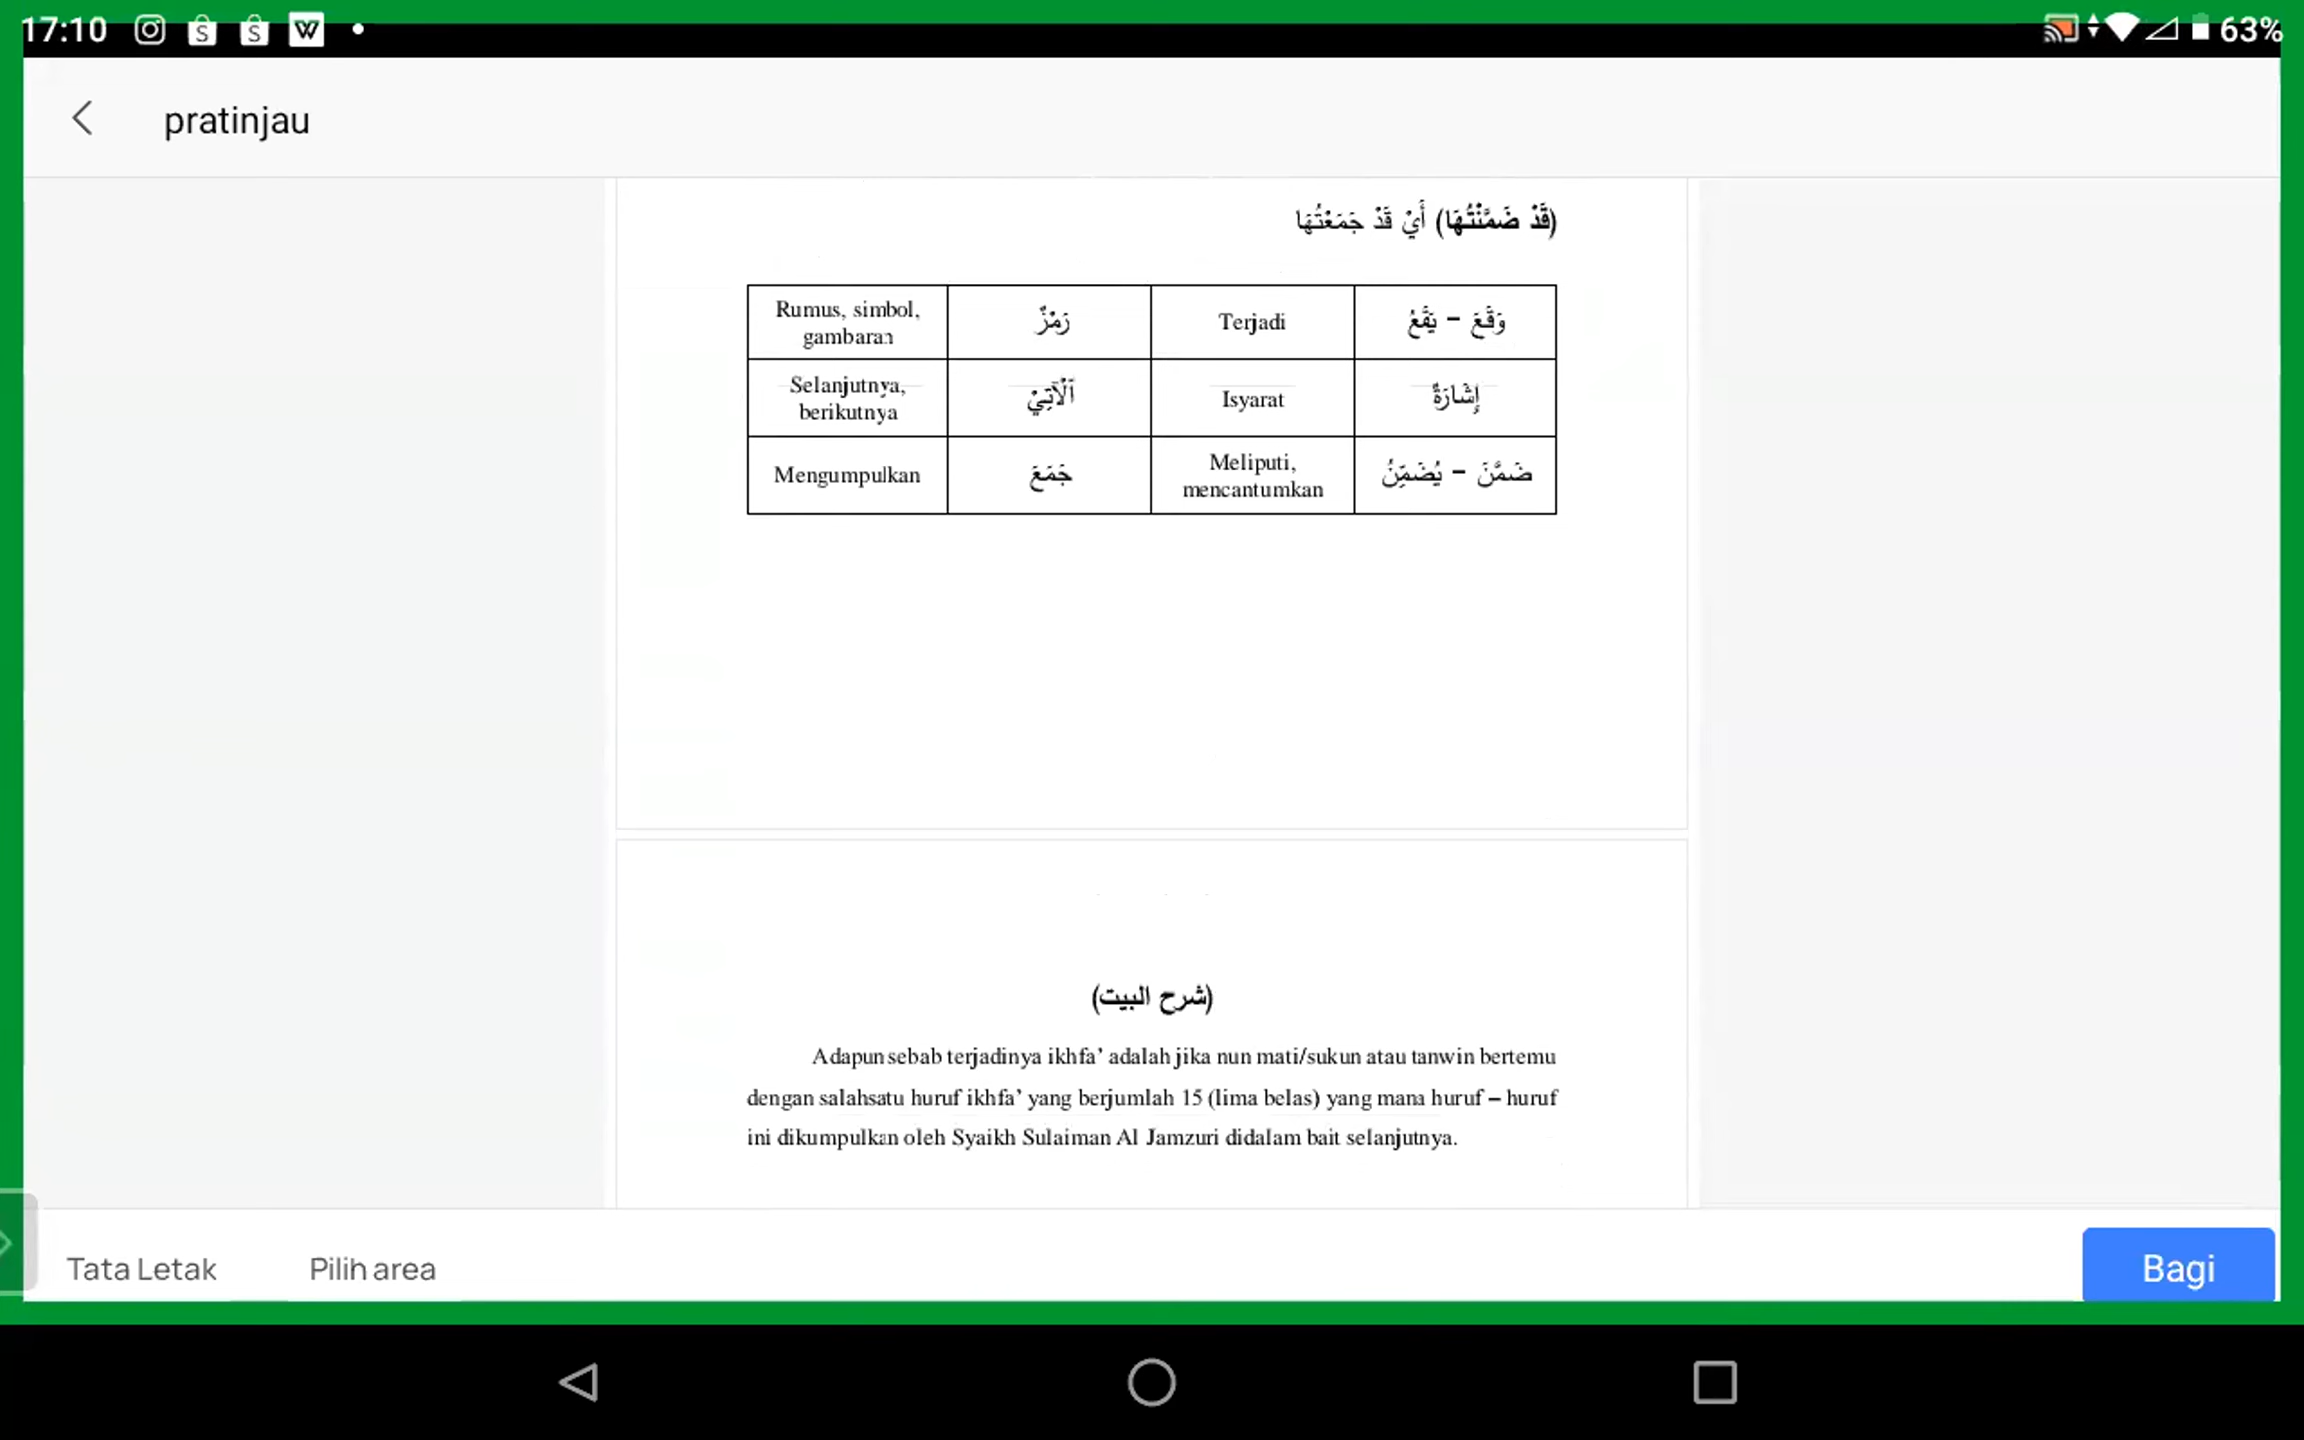 17:10
63%
pratinjau
(قَدْ ضَمَّنْتُهَا) أَيْ قَدْ جَمَعْتُهَا
Rumus, simbol, gambaran رَمْزٌ Terjadi وَقَعَ – يَقَعُ
Selanjutnya, berikutnya اَلْآتِيْ Isyarat إِشَارَةٌ
Mengumpulkan جَمَعَ Meliputi, mencantumkan ضَمَّنَ – يُضَمِّنُ
(شرح البيت)
Adapun sebab terjadinya ikhfa’ adalah jika nun mati/sukun atau tanwin bertemu
dengan salahsatu huruf ikhfa’ yang berjumlah 15 (lima belas) yang mana huruf – huruf
ini dikumpulkan oleh Syaikh Sulaiman Al Jamzuri didalam bait selanjutnya.
Tata Letak
Pilih area
Bagi